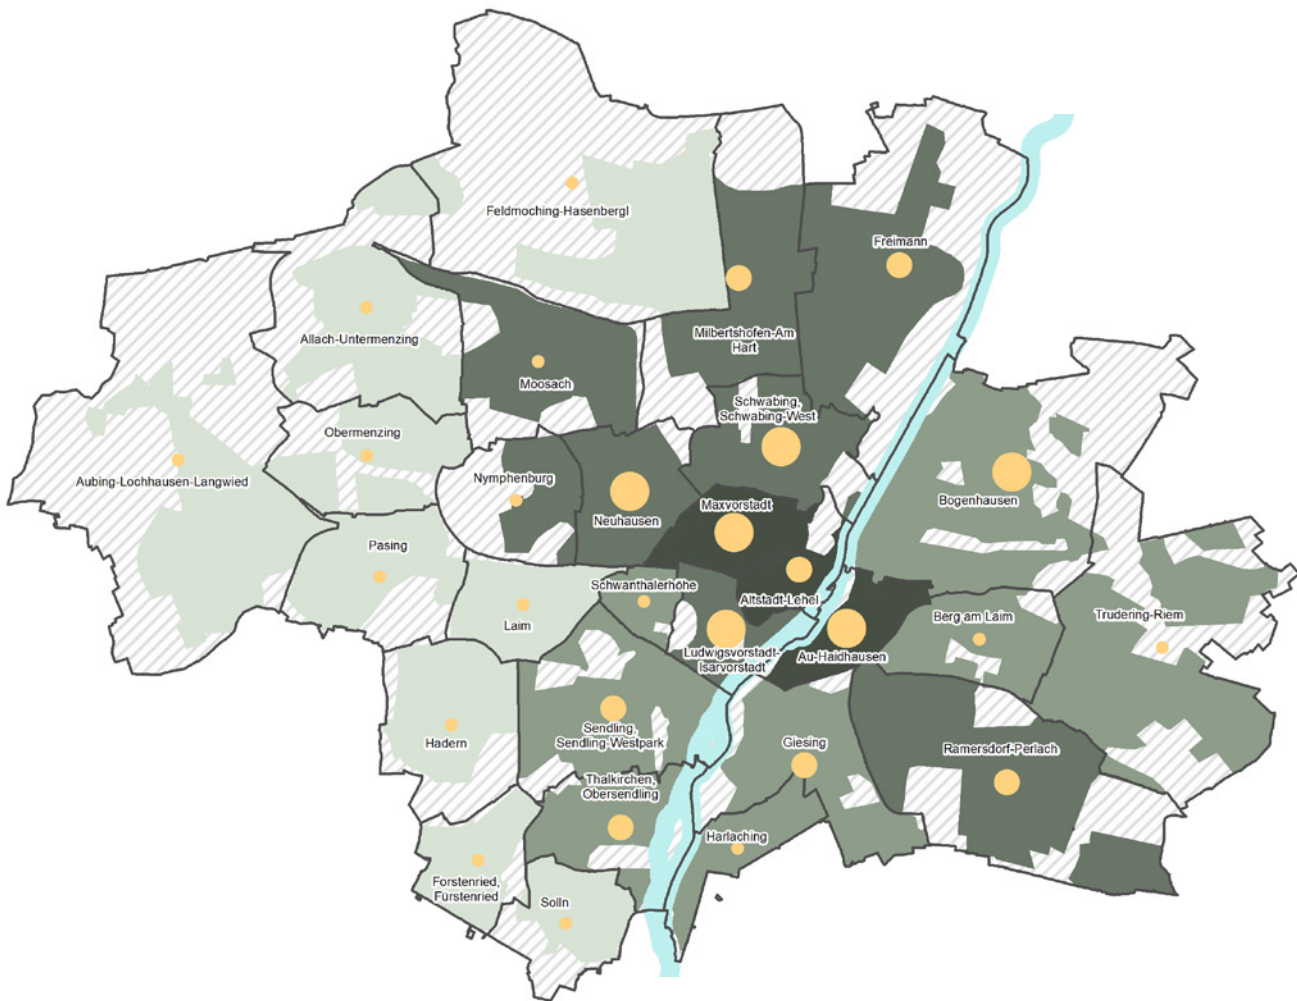 Feldmoching-Hasenbergl
Freimann
Allach-Untermenzing
Milbertshofen-Am
Hart
Moosach
Schwabing,
Schwabing-West
Obermenzing
Aubing-Lochhausen-Langwied
Nymphenburg
Neuhausen
Maxvorstadt
Bogenhausen
Pasing
Schwanthalerhöhe
Altstadt-Lehel
Laim
Berg am Laim
Trudering-Riem
Ludwigsvorstadt-
Isarvorstadt
Au-Haidhausen
Sendling,
Sendling-Westpark
Hadern
Giesing
Ramersdorf-Perlach
Thalkirchen,
Obersendling
Harlaching
Forstenried,
Fürstenried
Solln